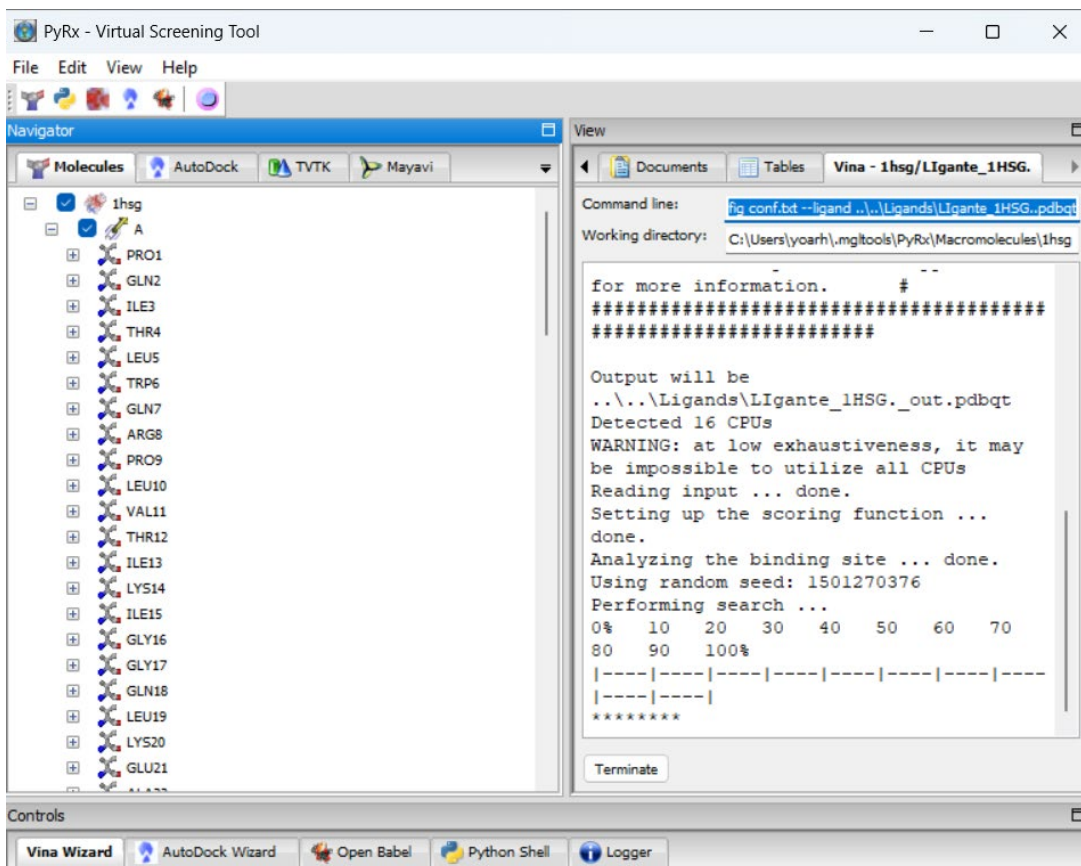 PyRx - Virtual Screening Tool
File Edit View Help
Navigator
Molecules AutoDock TVTK Mayavi
1hsg
A
PRO1
GLN2
ILE3
THR4
LEU5
TRP6
GLN7
ARG8
PRO9
LEU10
VAL11
THR12
ILE13
LYS14
ILE15
GLY16
GLY17
GLN18
LEU19
LYS20
GLU21
View
Documents Tables Vina - 1hsg/LIgante_1HSG.
Command line: fig conf.txt --ligand ..\..\Ligands\LIgante_1HSG..pdbqt
Working directory: C:\Users\yoarh\.mgltools\PyRx\Macromolecules\1hsg
for more information. #
#########################################
##########################
Output will be
..\..\Ligands\LIgante_1HSG._out.pdbqt
Detected 16 CPUs
WARNING: at low exhaustiveness, it may
be impossible to utilize all CPUs
Reading input ... done.
Setting up the scoring function ...
done.
Analyzing the binding site ... done.
Using random seed: 1501270376
Performing search ...
0% 10 20 30 40 50 60 70
80 90 100%
|----|----|----|----|----|----|----|----
|----|----|
********
Terminate
Controls
Vina Wizard AutoDock Wizard Open Babel Python Shell Logger